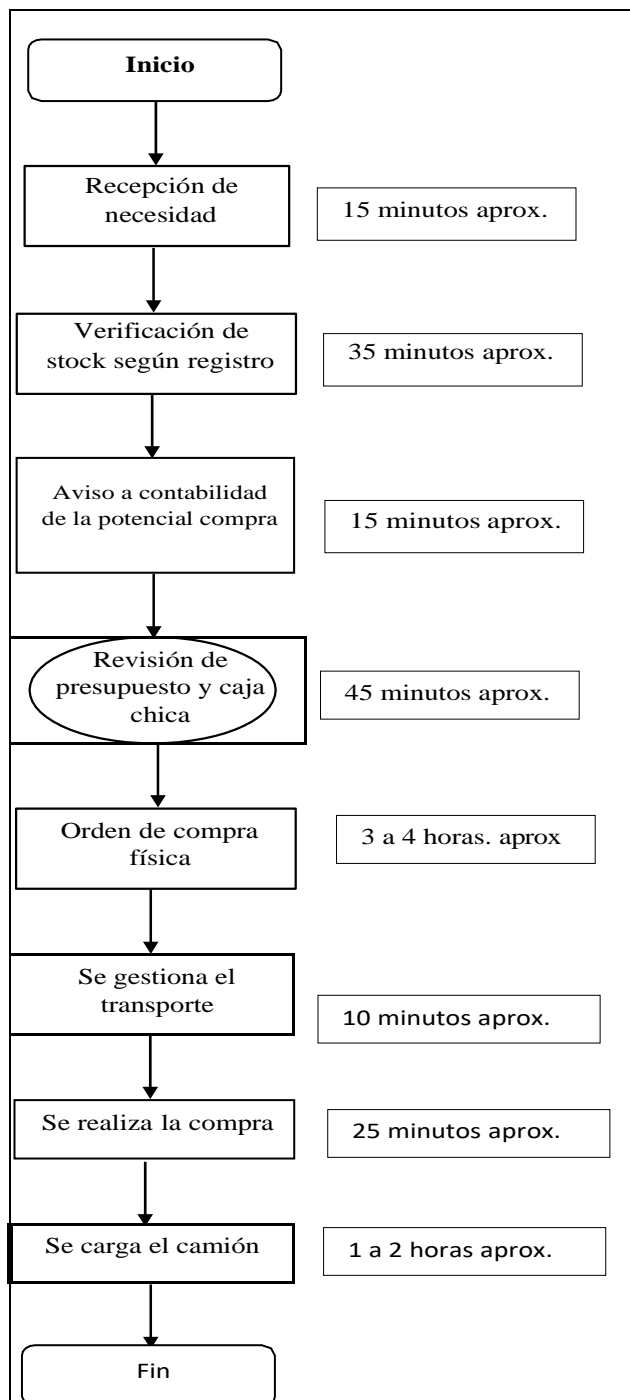 Inicio
Recepción de
necesidad
15 minutos aprox.
Verificación de
stock según registro
35 minutos aprox.
Aviso a contabilidad
de la potencial compra
15 minutos aprox.
Revisión de
presupuesto y caja
chica
45 minutos aprox.
Orden de compra
física
3 a 4 horas. aprox
Se gestiona el
transporte
10 minutos aprox.
Se realiza la compra
25 minutos aprox.
Se carga el camión
1 a 2 horas aprox.
Fin